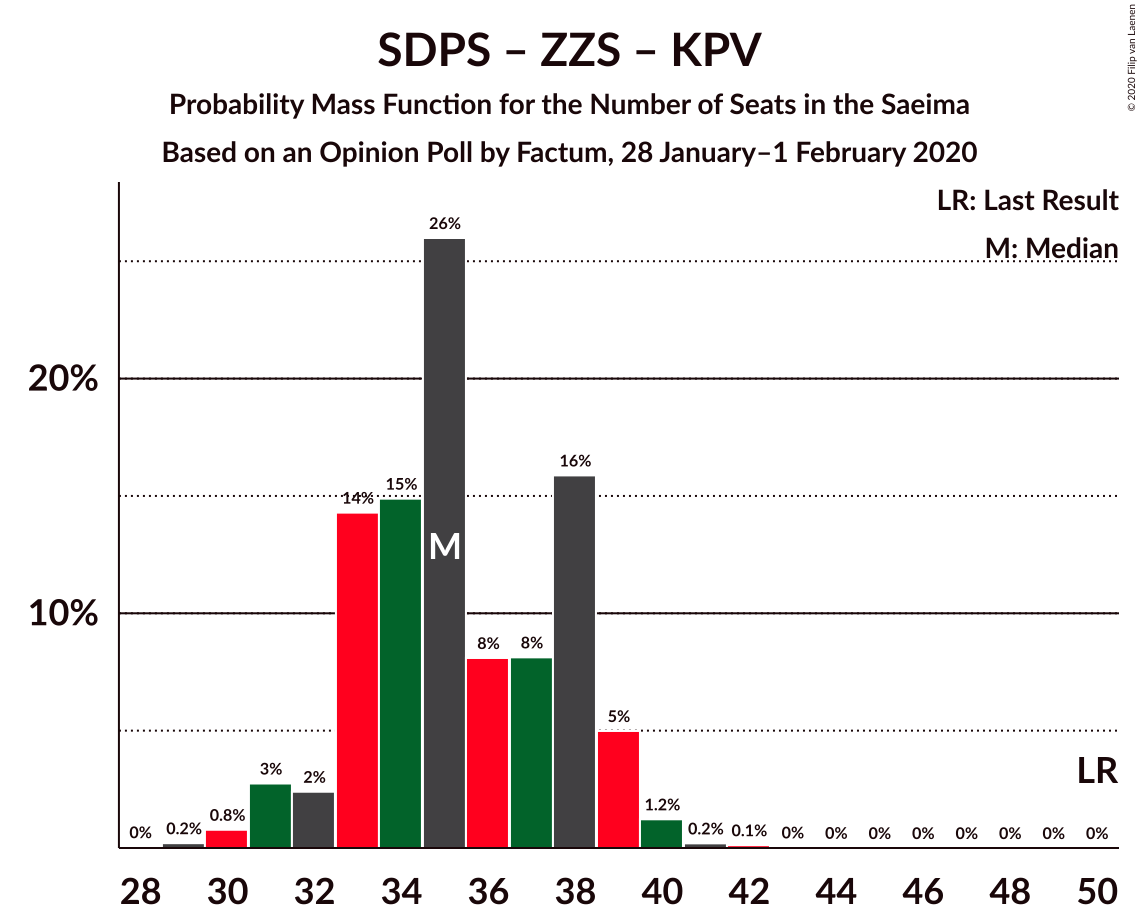 SDPS – ZZS – KPV
Probability Mass Function for the Number of Seats in the Saeima
Based on an Opinion Poll by Factum, 28 January–1 February 2020
© 2020 Filip van Laenen
LR: Last Result
M: Median
20%
10%
0%
0.2%
0.8%
3%
2%
14%
15%
26%
8%
8%
16%
5%
1.2%
0.2%
0.1%
0%
0%
0%
0%
0%
0%
0%
0%
M
LR
28 30 32 34 36 38 40 42 44 46 48 50